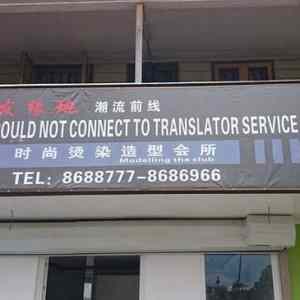 潮流前线
OULD NOT CONNECT TO TRANSLATOR SERVICE
时尚烫染造型会所
Modelling the club
TEL: 8688777-8686966